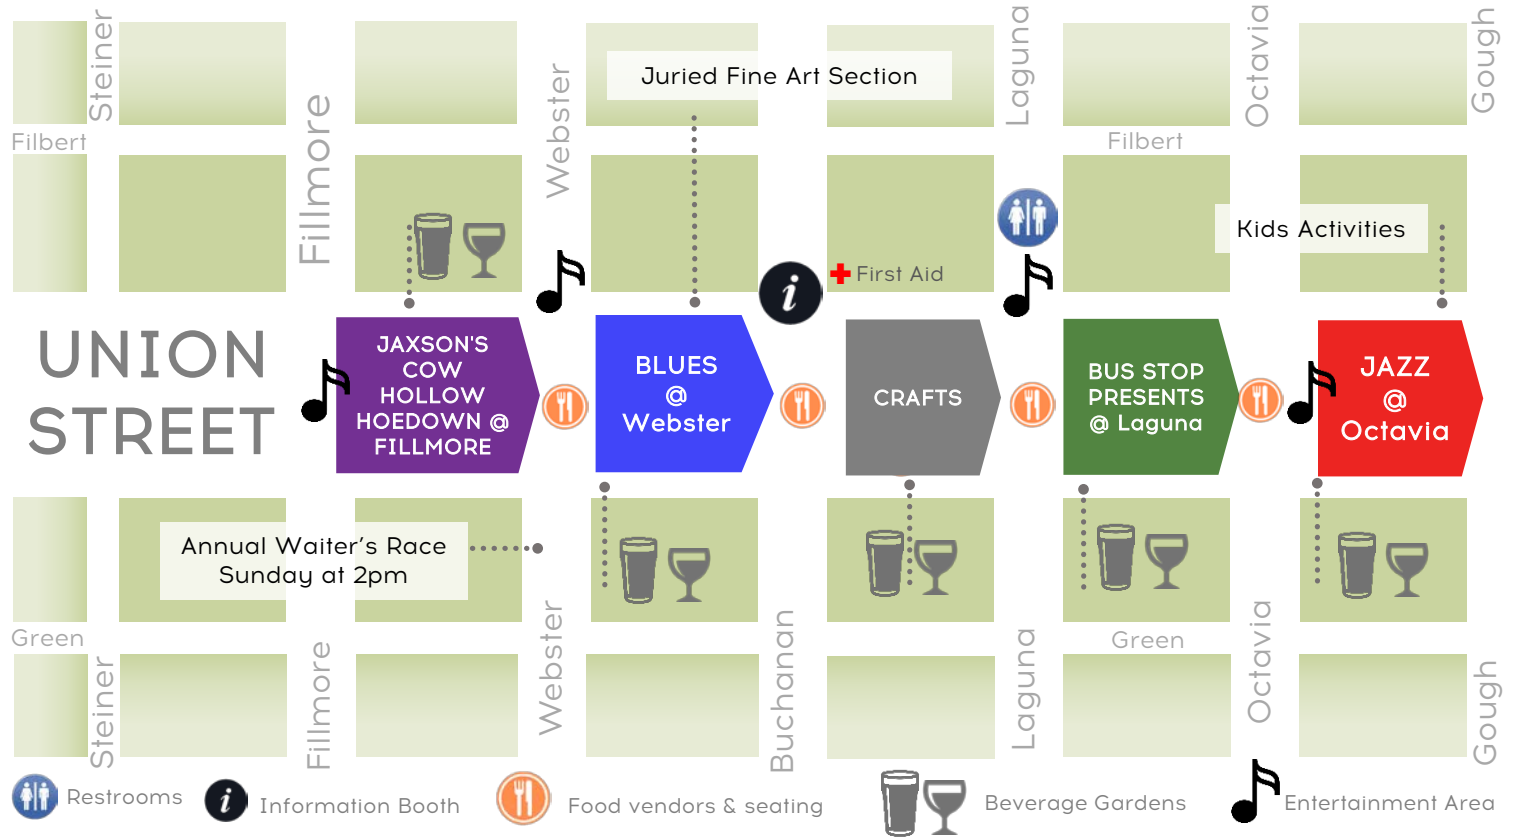 Steiner
Fillmore
Webster
Juried Fine Art Section
Laguna
Octavia
Gough
Filbert
Filbert
Kids Activities
i
First Aid
UNION
STREET
JAXSON'S
COW
HOLLOW
HOEDOWN @
FILLMORE
BLUES
@
Webster
CRAFTS
BUS STOP
PRESENTS
@ Laguna
JAZZ
@
Octavia
Annual Waiter's Race
Sunday at 2pm
Green
Green
Steiner
Fillmore
Webster
Buchanan
Laguna
Octavia
Gough
Restrooms
i
Information Booth
Food vendors & seating
Beverage Gardens
Entertainment Area